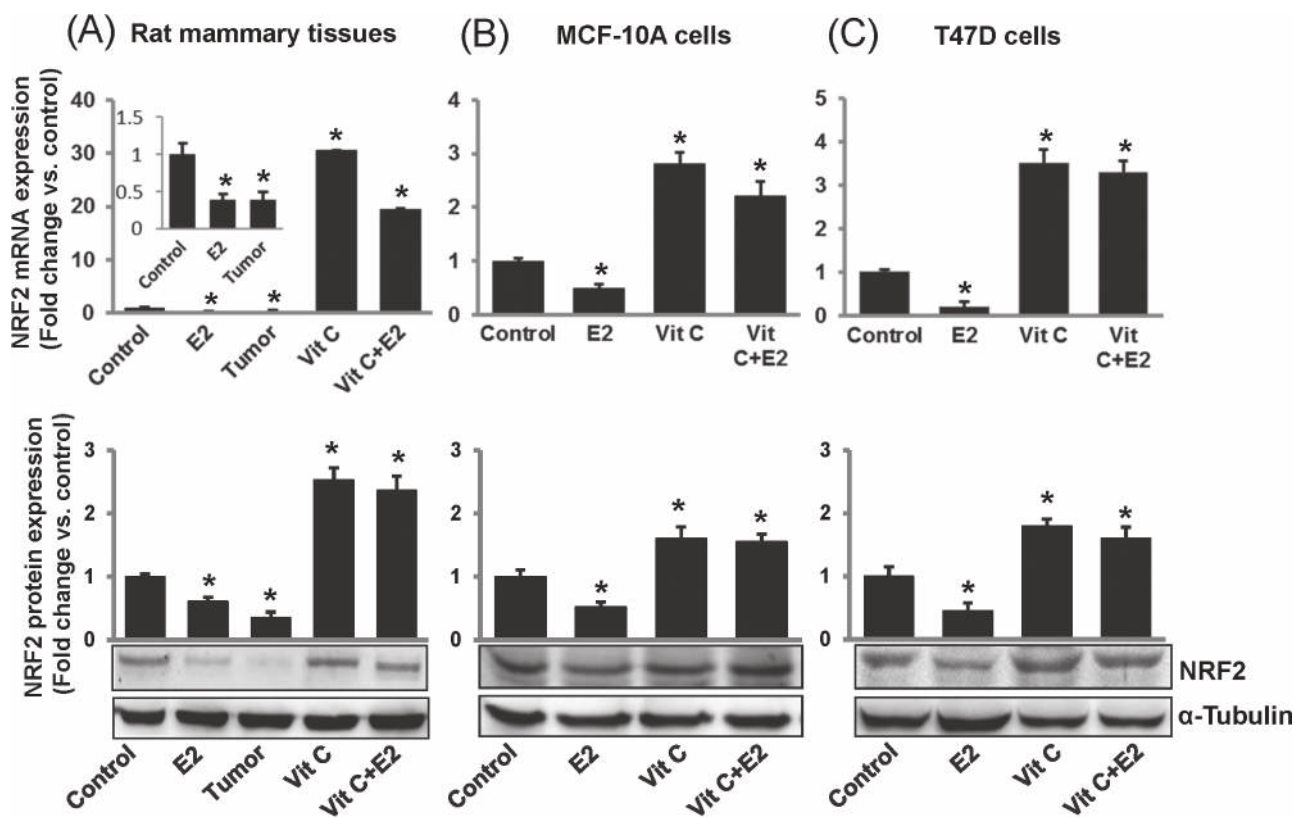 (A) Rat mammary tissues
(B) MCF-10A cells
(C) T47D cells
NRF2 mRNA expression
(Fold change vs. control)
40
30
20
10
0
1.5
1
0.5
0
*
*
Control
E2
Tumor
*
*
*
*
Control
E2
Tumor
Vit C
Vit C+E2
4
3
2
1
0
*
*
*
Control
E2
Vit C
Vit
C+E2
5
4
3
2
1
0
*
*
*
Control
E2
Vit C
Vit
C+E2
NRF2 protein expression
(Fold change vs. control)
3
2
1
0
*
*
*
*
3
2
1
0
*
*
*
3
2
1
0
*
*
*
NRF2
α-Tubulin
Control
E2
Tumor
Vit C
Vit C+E2
Control
E2
Vit C
Vit C+E2
Control
E2
Vit C
Vit C+E2